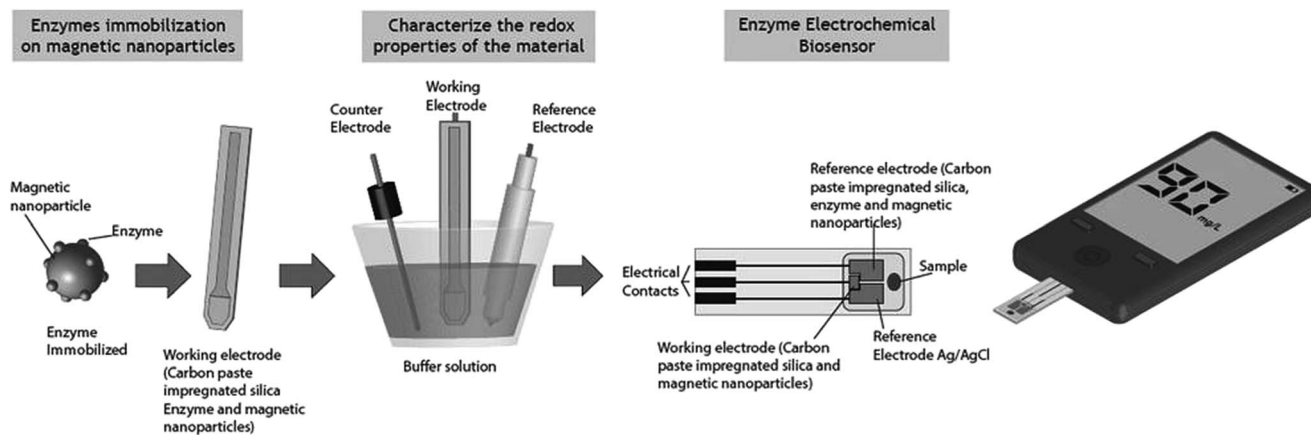 Enzymes immobilization
on magnetic nanoparticles
Characterize the redox
properties of the material
Enzyme Electrochemical
Biosensor
Magnetic
nanoparticle
Enzyme
Enzyme
Immobilized
Working electrode
(Carbon paste
impregnated silica
Enzyme and magnetic
nanoparticles)
Counter
Electrode
Working
Electrode
Reference
Electrode
Buffer solution
Reference electrode (Carbon
paste impregnated silica,
enzyme and magnetic
nanoparticles)
Electrical
Contacts
Sample
Working electrode (Carbon
paste impregnated silica and
magnetic nanoparticles)
Reference
Electrode Ag/AgCl
90
mg/L